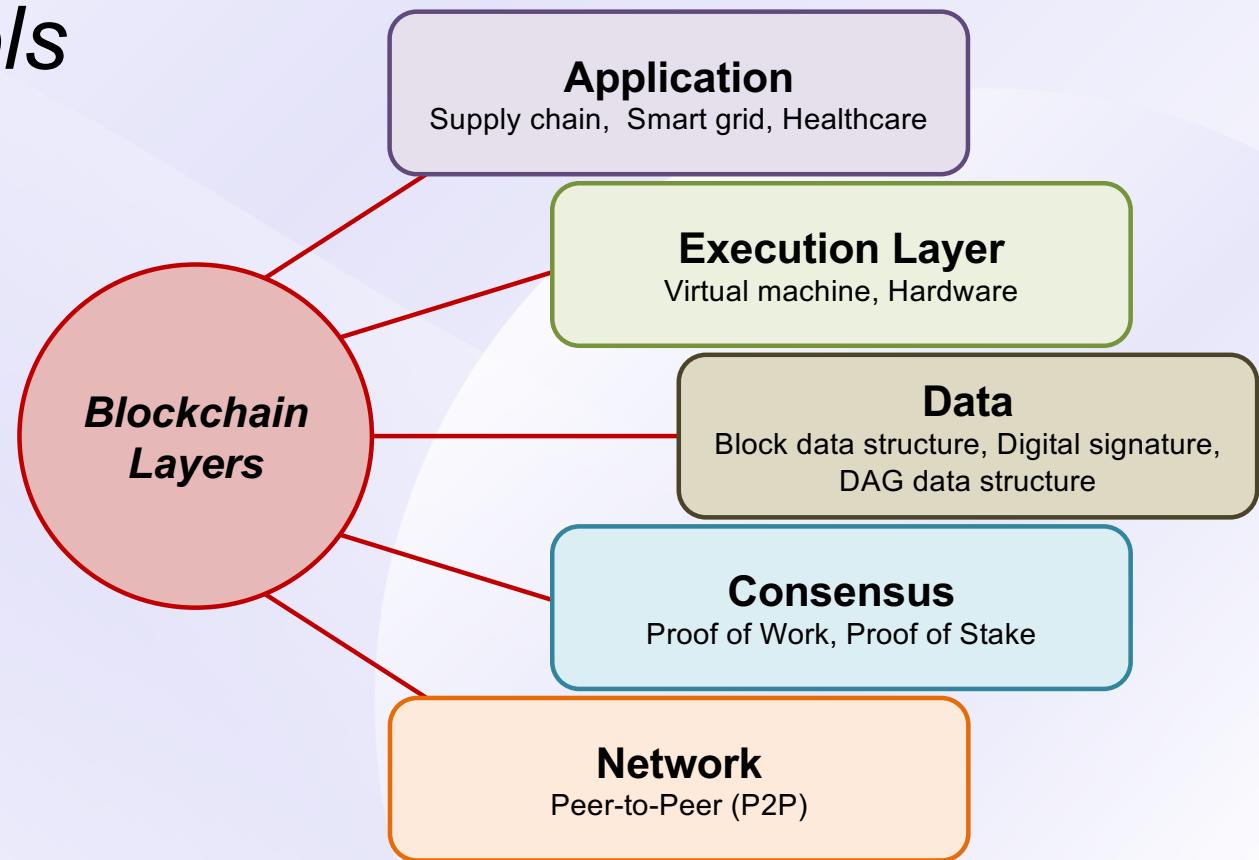 Application
Supply chain, Smart grid, Healthcare
Execution Layer
Virtual machine, Hardware
Blockchain
Layers
Data
Block data structure, Digital signature,
DAG data structure
Consensus
Proof of Work, Proof of Stake
Network
Peer-to-Peer (P2P)